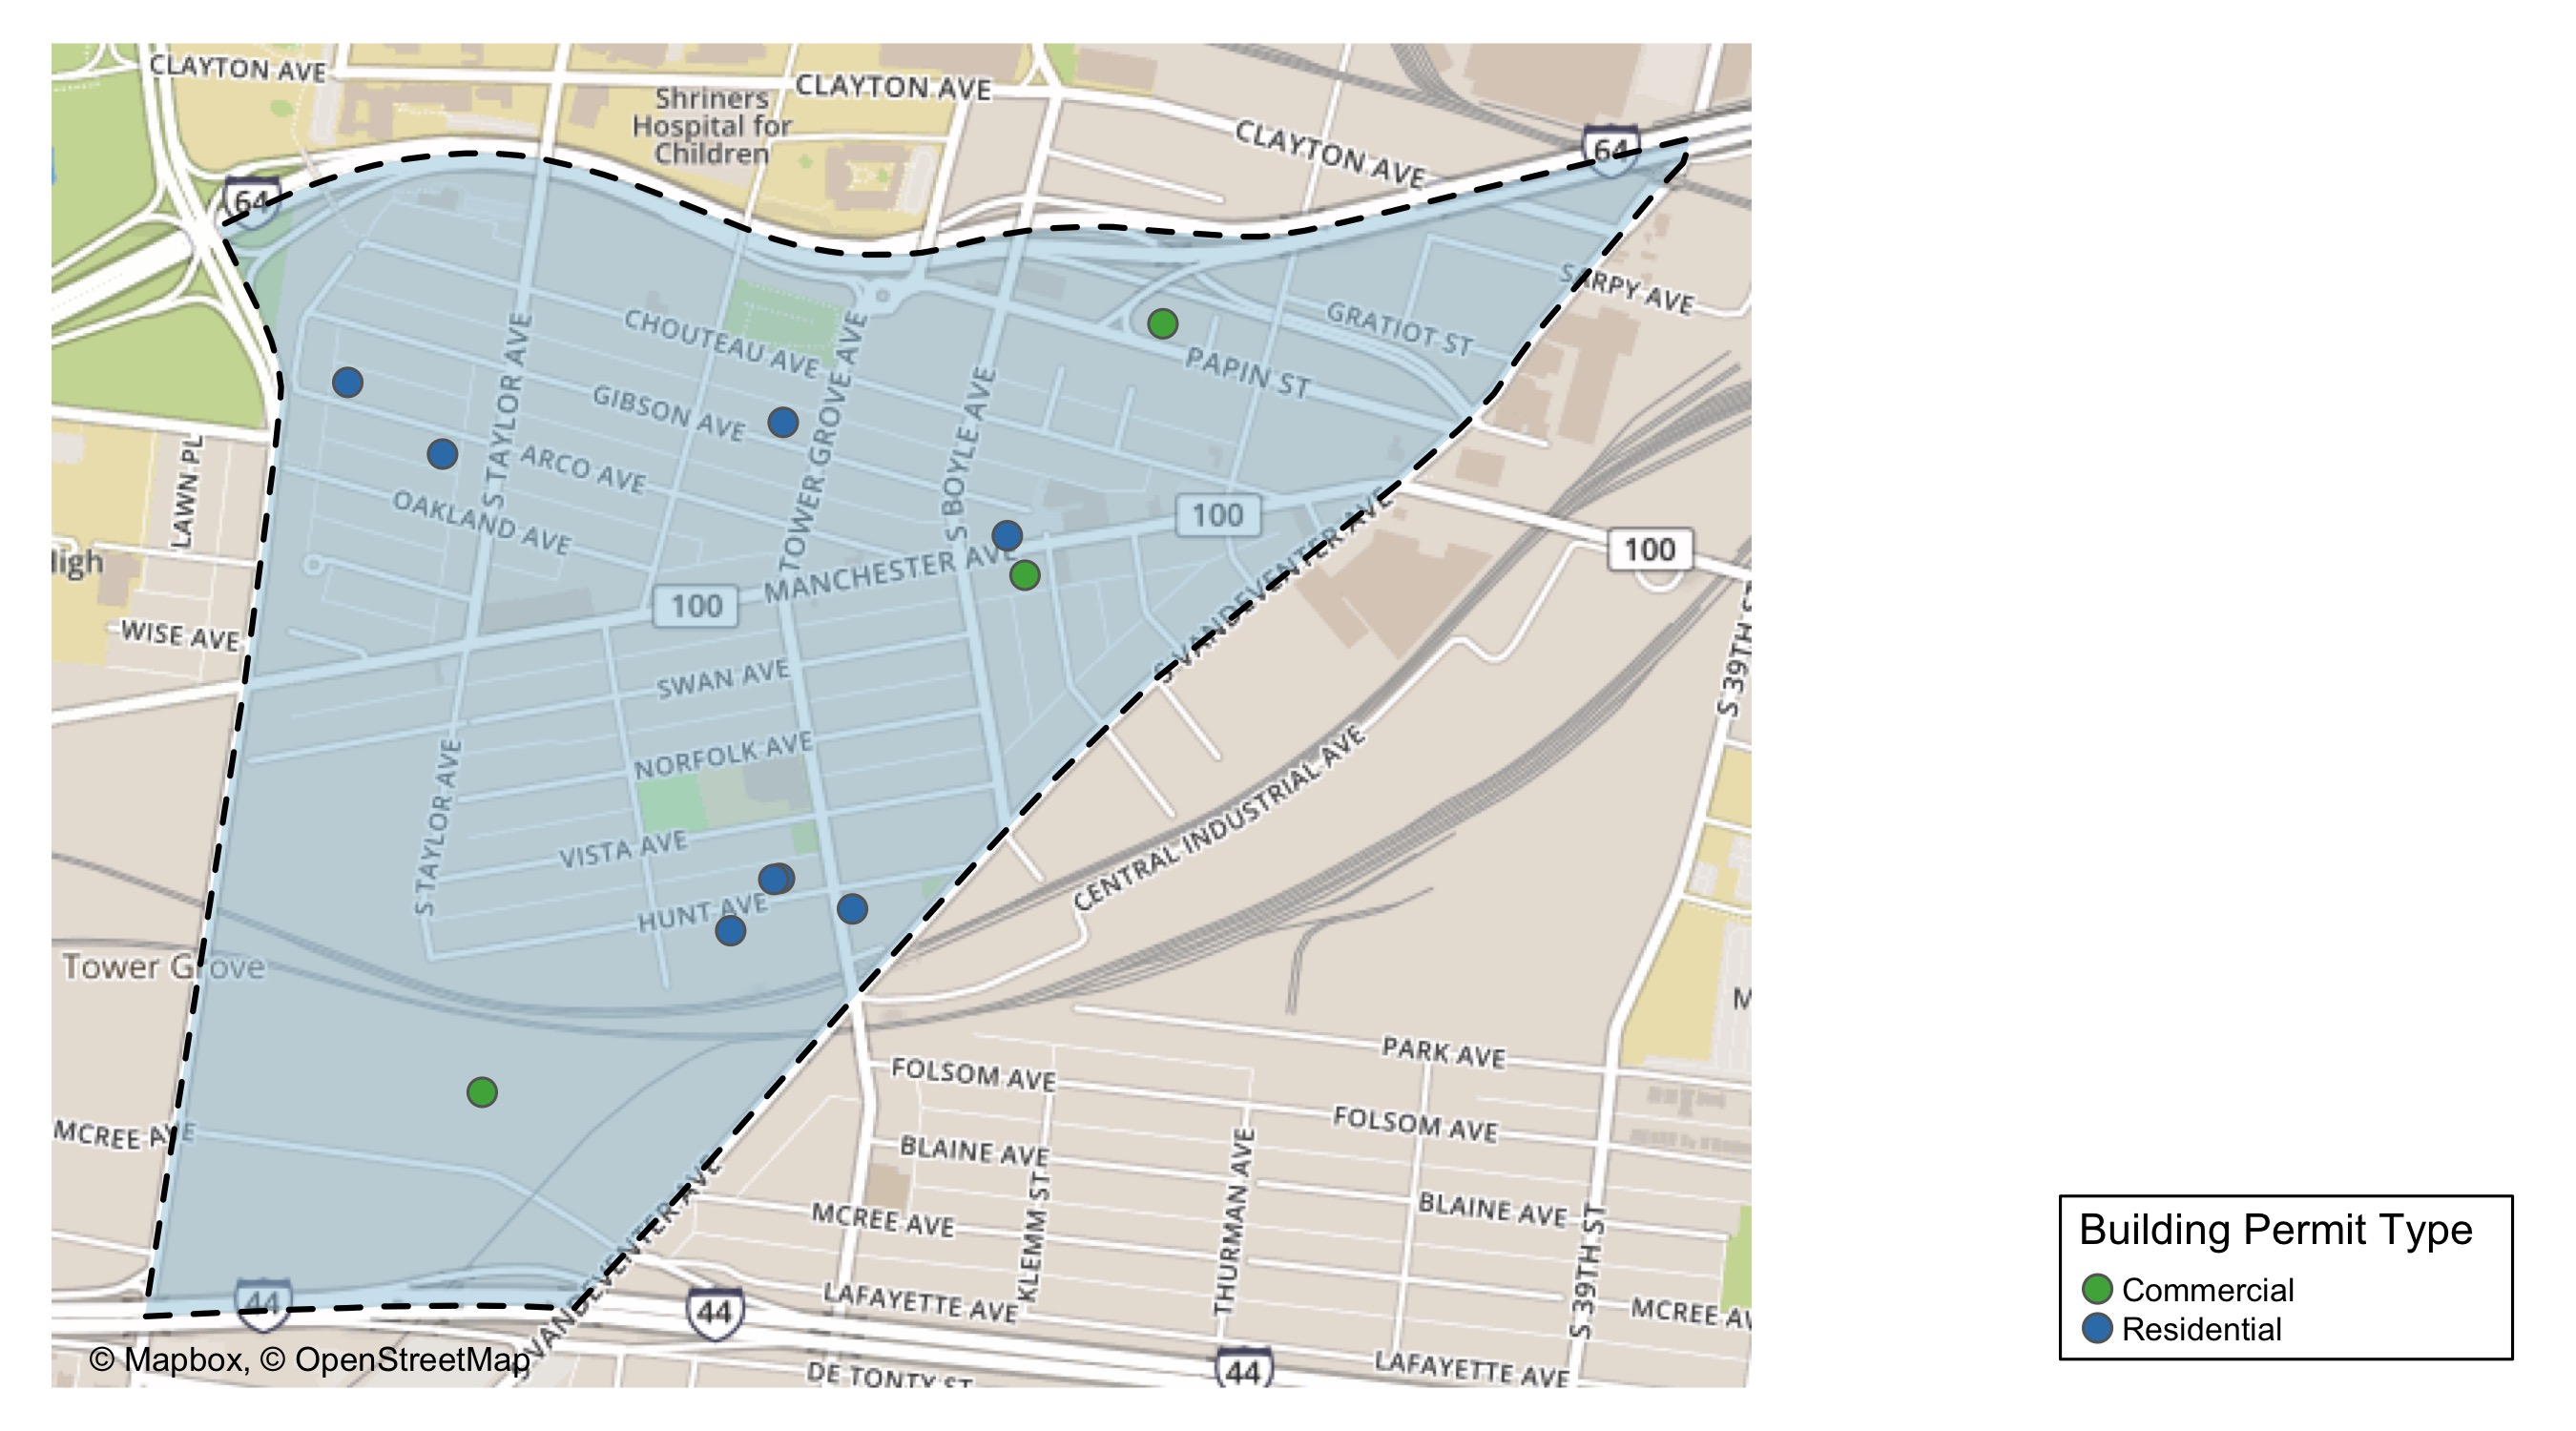 CLAYTON AVE
CLAYTON AVE
Shriners
Hospital for
Children
CLAYTON AVE
64
64
SARPY AVE
GRATIOT ST
CHOUTEAU AVE
PAPIN ST
GIBSON AVE
S TAYLOR AVE
TOWER GROVE AVE
S BOYLE AVE
ARCO AVE
LAWN PL
OAKLAND AVE
100
100
MANCHESTER AVE
S VANDEVENTER AVE
100
WISE AVE
SWAN AVE
S 39TH ST
NORFOLK AVE
S TAYLOR AVE
CENTRAL INDUSTRIAL AVE
VISTA AVE
HUNT AVE
Tower Grove
PARK AVE
FOLSOM AVE
FOLSOM AVE
MCREE AVE
BLAINE AVE
KLEMM ST
THURMAN AVE
BLAINE AVE
MCREE AVE
S 39TH ST
S VANDEVENTER AVE
44
44
LAFAYETTE AVE
MCREE AV
44
LAFAYETTE AVE
DE TONTY ST
© Mapbox, © OpenStreetMap
Building Permit Type
Commercial
Residential